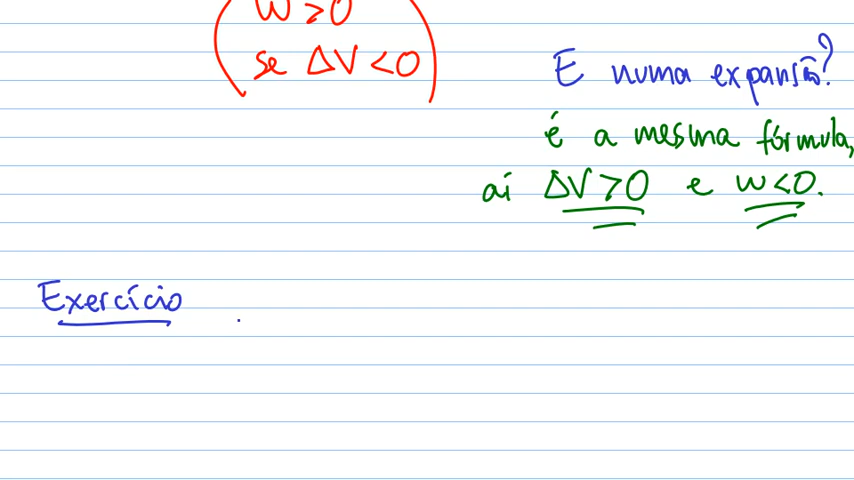 W ≥ 0
se ΔV < 0
E numa expansão?
é a mesma fórmula,
aí ΔV > 0 e W < 0.
Exercício